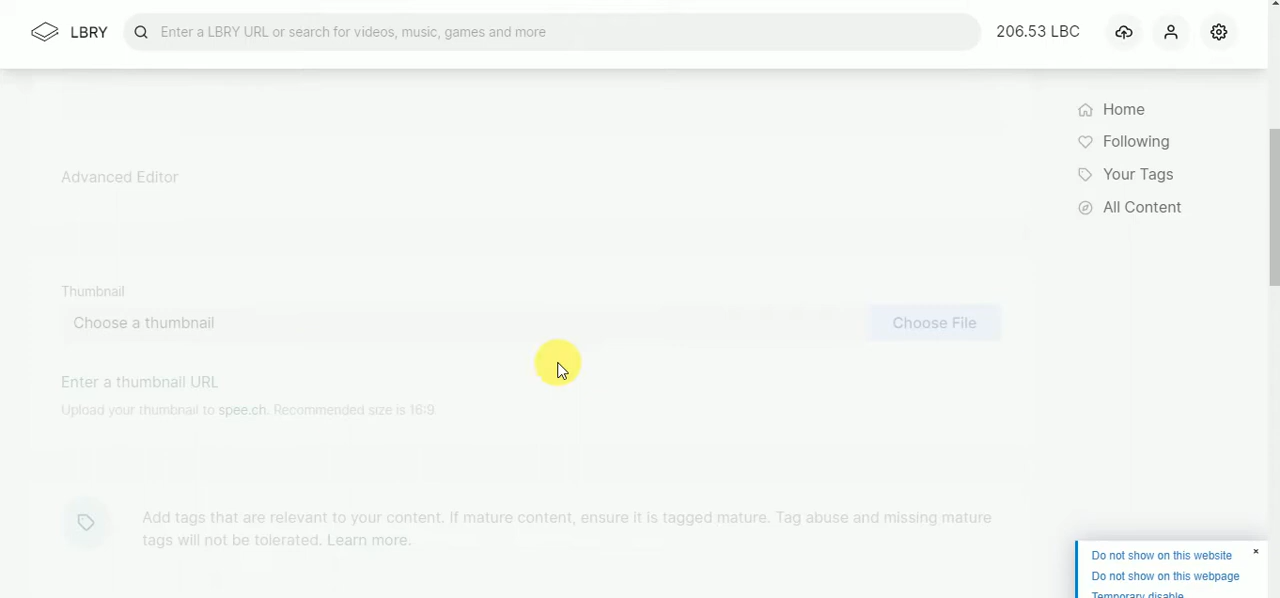 LBRY
Enter a LBRY URL or search for videos, music, games and more
206.53 LBC
Home
Following
Your Tags
All Content
Advanced Editor
Thumbnail
Choose a thumbnail
Choose File
Enter a thumbnail URL
Upload your thumbnail to spee.ch. Recommended size is 16:9.
Add tags that are relevant to your content. If mature content, ensure it is tagged mature. Tag abuse and missing mature
tags will not be tolerated. Learn more.
Do not show on this website
Do not show on this webpage
Temporary disable